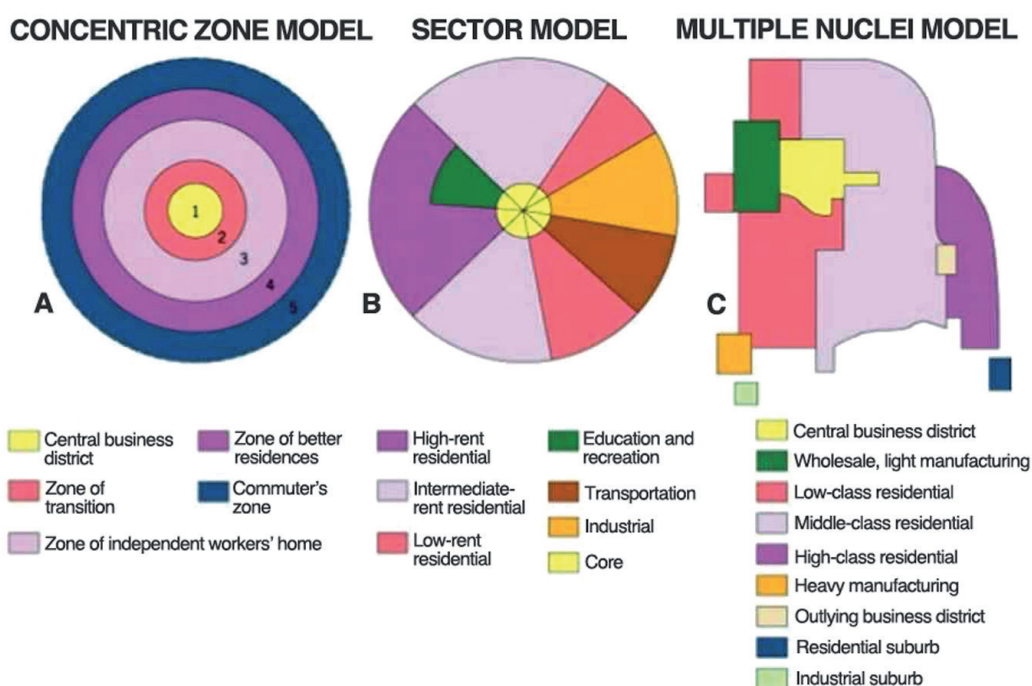 CONCENTRIC ZONE MODEL
SECTOR MODEL
MULTIPLE NUCLEI MODEL
1
2
3
4
5
A
B
C
Central business
district
Zone of
transition
Zone of independent workers' home
Zone of better
residences
Commuter's
zone
High-rent
residential
Intermediate-
rent residential
Low-rent
residential
Education and
recreation
Transportation
Industrial
Core
Central business district
Wholesale, light manufacturing
Low-class residential
Middle-class residential
High-class residential
Heavy manufacturing
Outlying business district
Residential suburb
Industrial suburb